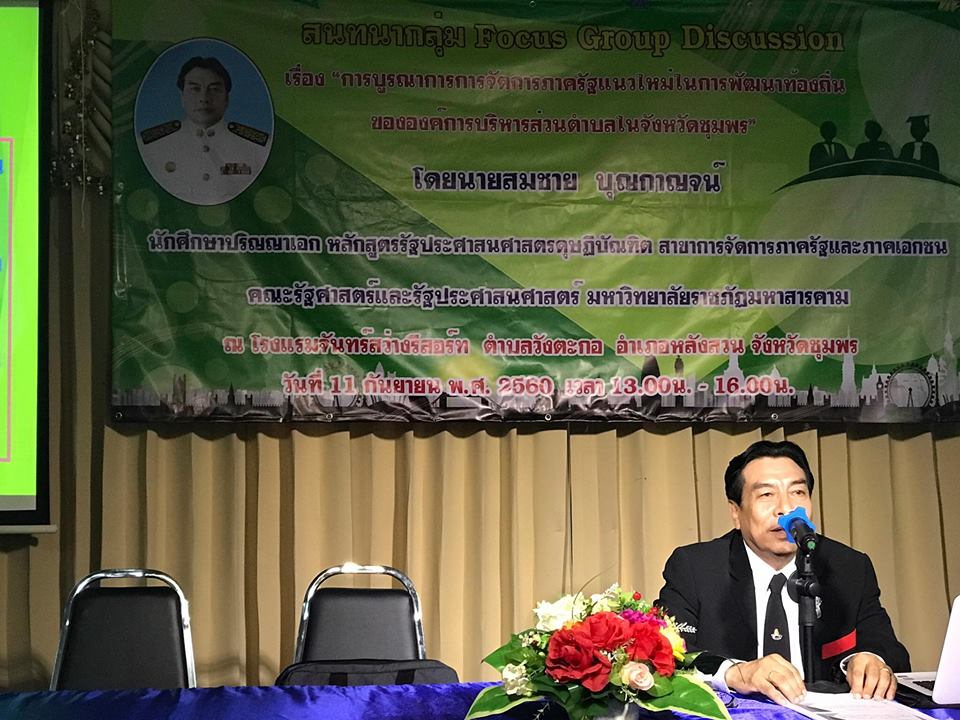 สนทนากลุ่ม Focus Group Discussion
เรื่อง "การบูรณาการการจัดการภาครัฐแนวใหม่ในการพัฒนาท้องถิ่น
ขององค์การบริหารส่วนตำบลในจังหวัดชุมพร"
โดยนายสมชาย บุญกาญจน์
นักศึกษาปริญญาเอก หลักสูตรรัฐประศาสนศาสตรดุษฎีบัณฑิต สาขาการจัดการภาครัฐและภาคเอกชน
คณะรัฐศาสตร์และรัฐประศาสนศาสตร์ มหาวิทยาลัยราชภัฏมหาสารคาม
ณ โรงแรมจันทร์สว่างรีสอร์ท ตำบลวังตะกอ อำเภอหลังสวน จังหวัดชุมพร
วันที่ 11 กันยายน พ.ศ. 2560 เวลา 13.00น. - 16.00น.